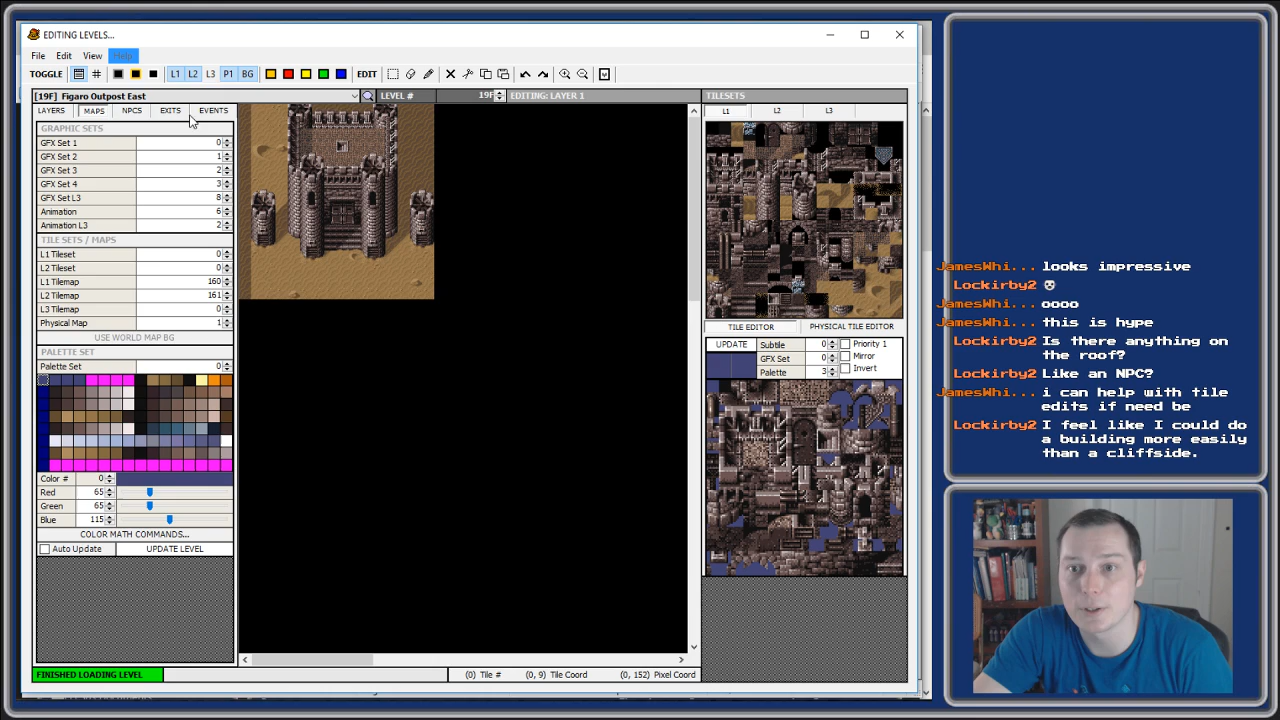 EDITING LEVELS...
File Edit View Help
TOGGLE L1 L2 L3 P1 BG EDIT
[19F] Figaro Outpost East LEVEL # 19F EDITING: LAYER 1 TILESETS
LAYERS MAPS NPCS EXITS EVENTS L1 L2 L3
GRAPHIC SETS
GFX Set 1 0
GFX Set 2 1
GFX Set 3 2
GFX Set 4 3
GFX Set L3 8
Animation 6
Animation L3 2
TILE SETS / MAPS
L1 Tileset 0
L2 Tileset 0
L1 Tilemap 160
L2 Tilemap 161
L3 Tilemap 0
Physical Map 1
USE WORLD MAP BG
PALETTE SET
Palette Set 0
Color # 0
Red 65
Green 65
Blue 115
COLOR MATH COMMANDS...
Auto Update UPDATE LEVEL
FINISHED LOADING LEVEL
(0) Tile # (0, 9) Tile Coord (0, 152) Pixel Coord
TILE EDITOR PHYSICAL TILE EDITOR
UPDATE Subtile 0 Priority 1
GFX Set 0 Mirror
Palette 3 Invert
JamesWhi... looks impressive
Lockirby2
JamesWhi... oooo
JamesWhi... this is hype
Lockirby2 Is there anything on
the roof?
Lockirby2 Like an NPC?
JamesWhi... i can help with tile
edits if need be
Lockirby2 I feel like I could do
a building more easily
than a cliffside.